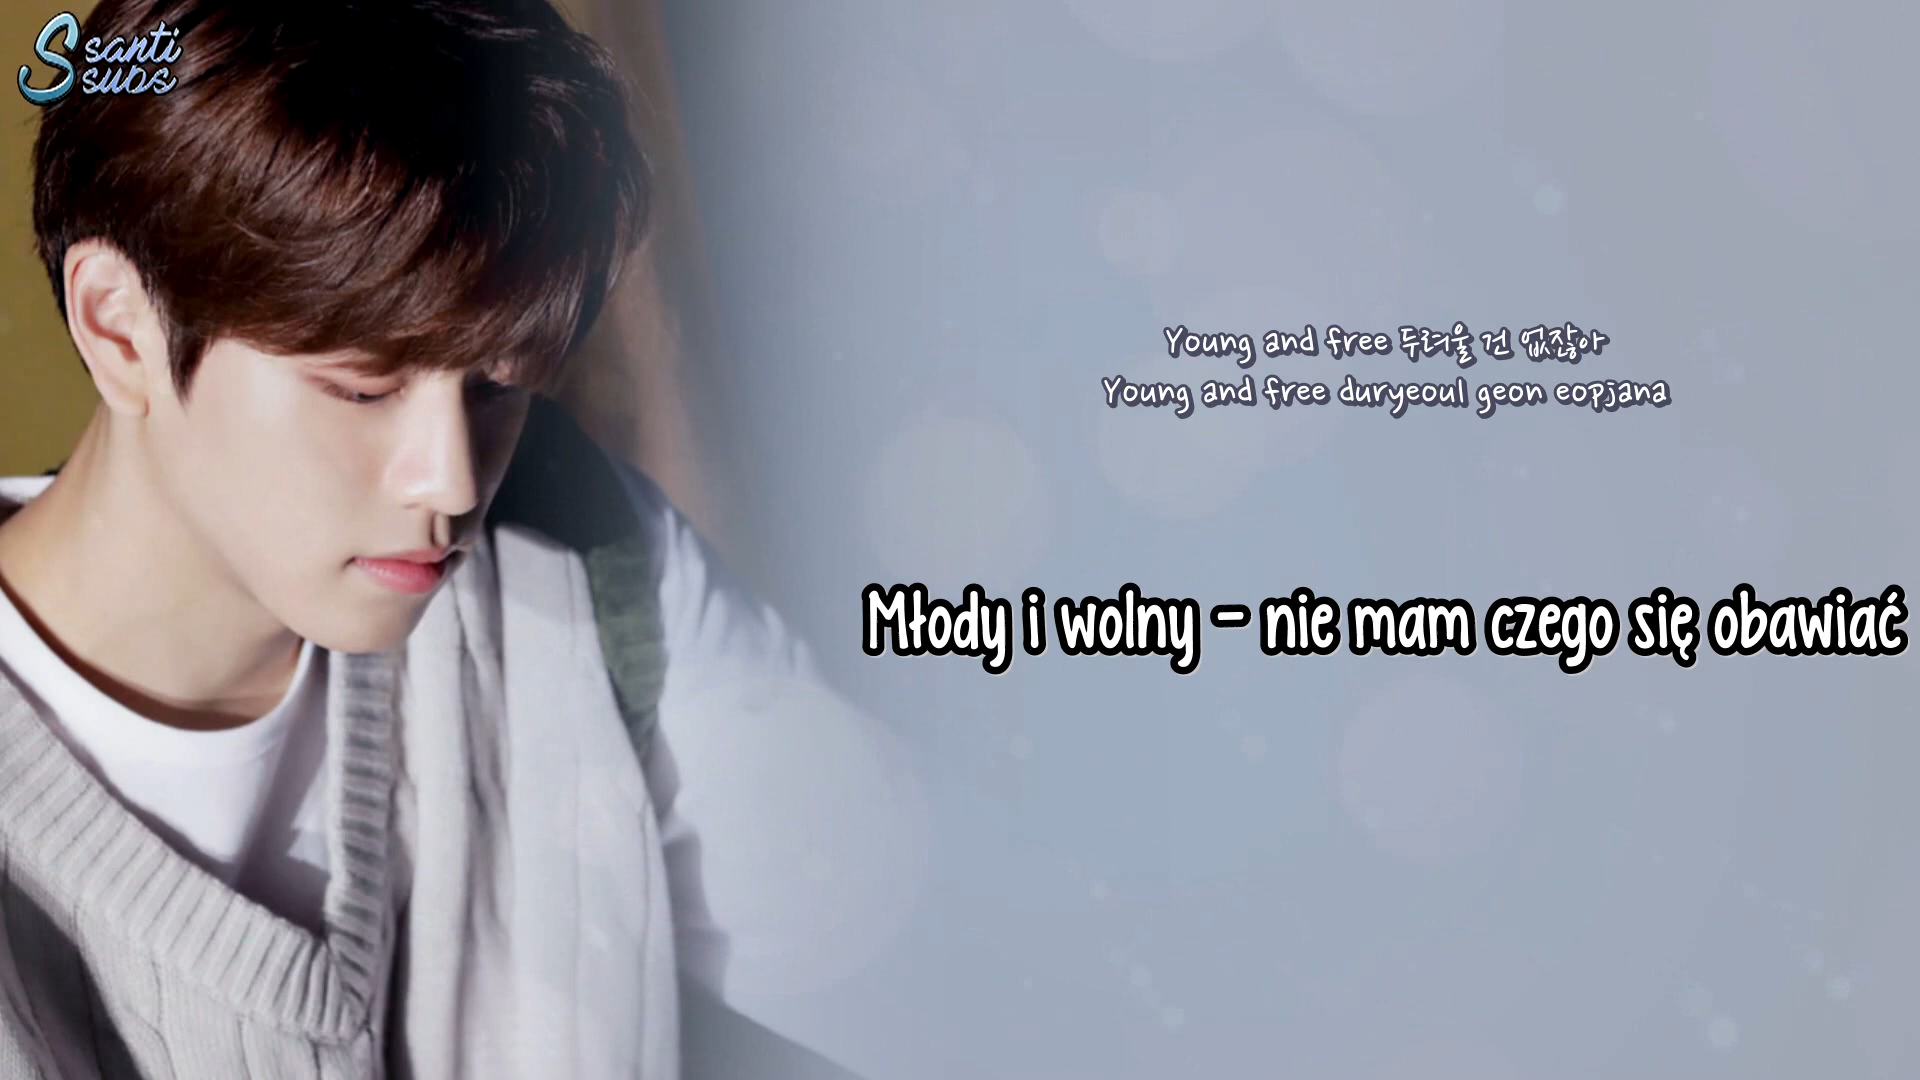 Ssanti
subs
Young and free 두려울 건 없잖아
Young and free duryeoul geon eopjana
Młody i wolny - nie mam czego się obawiać